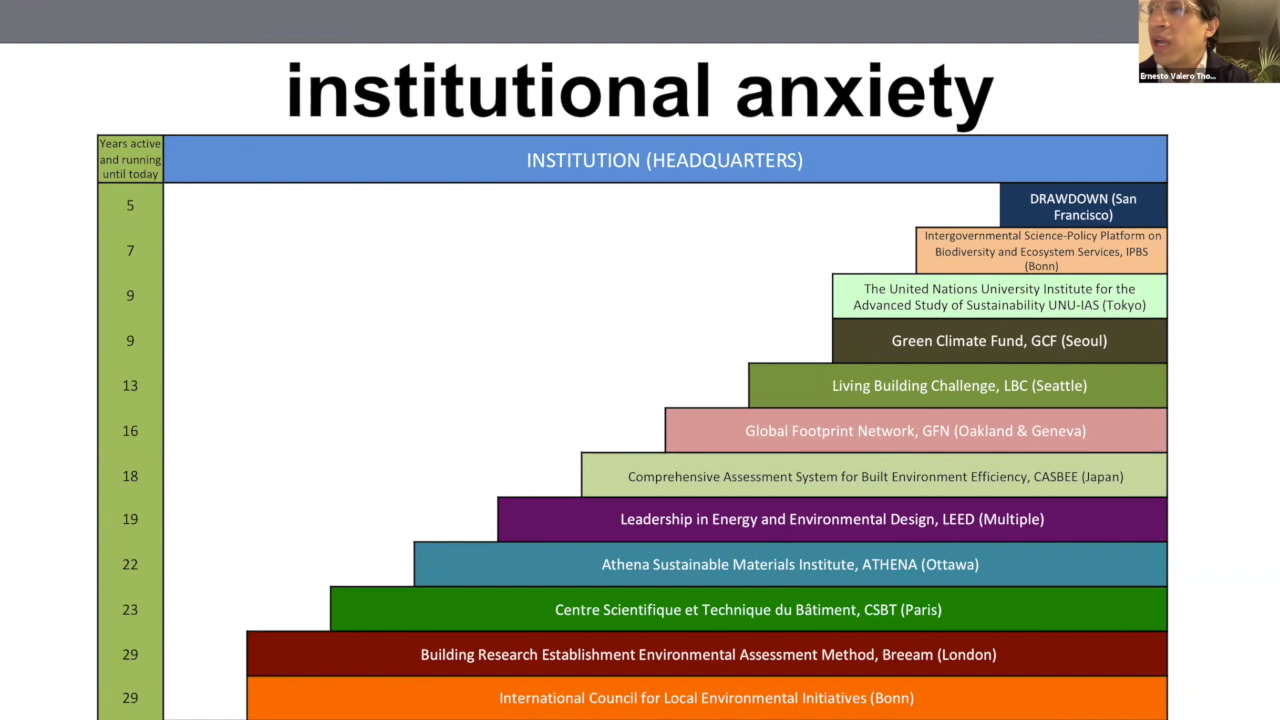 Ernesto Valero Tho...
institutional anxiety
Years active
and running
until today
INSTITUTION (HEADQUARTERS)
5
DRAWDOWN (San
Francisco)
7
Intergovernmental Science-Policy Platform on
Biodiversity and Ecosystem Services, IPBS
(Bonn)
9
The United Nations University Institute for the
Advanced Study of Sustainability UNU-IAS (Tokyo)
9
Green Climate Fund, GCF (Seoul)
13
Living Building Challenge, LBC (Seattle)
16
Global Footprint Network, GFN (Oakland & Geneva)
18
Comprehensive Assessment System for Built Environment Efficiency, CASBEE (Japan)
19
Leadership in Energy and Environmental Design, LEED (Multiple)
22
Athena Sustainable Materials Institute, ATHENA (Ottawa)
23
Centre Scientifique et Technique du Bâtiment, CSBT (Paris)
29
Building Research Establishment Environmental Assessment Method, Breeam (London)
29
International Council for Local Environmental Initiatives (Bonn)